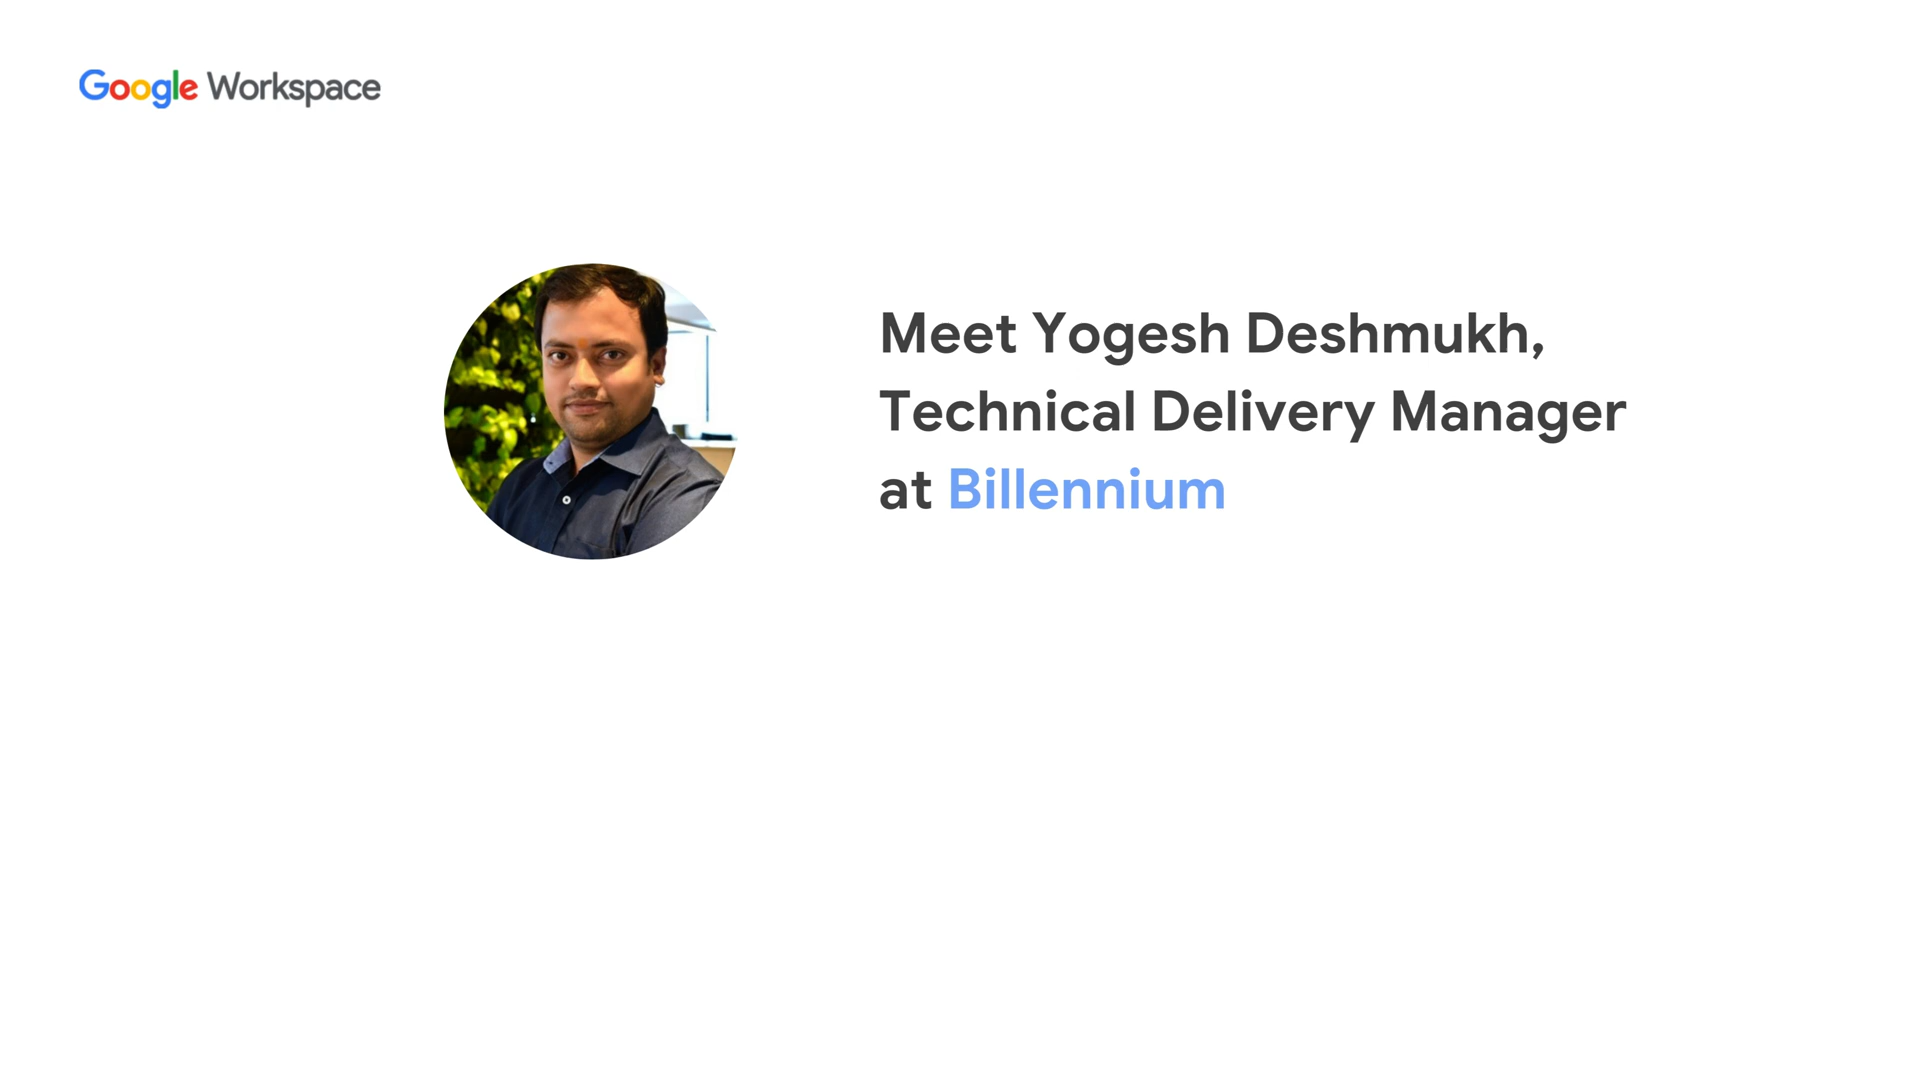 Google Workspace
Meet Yogesh Deshmukh,
Technical Delivery Manager
at Billennium